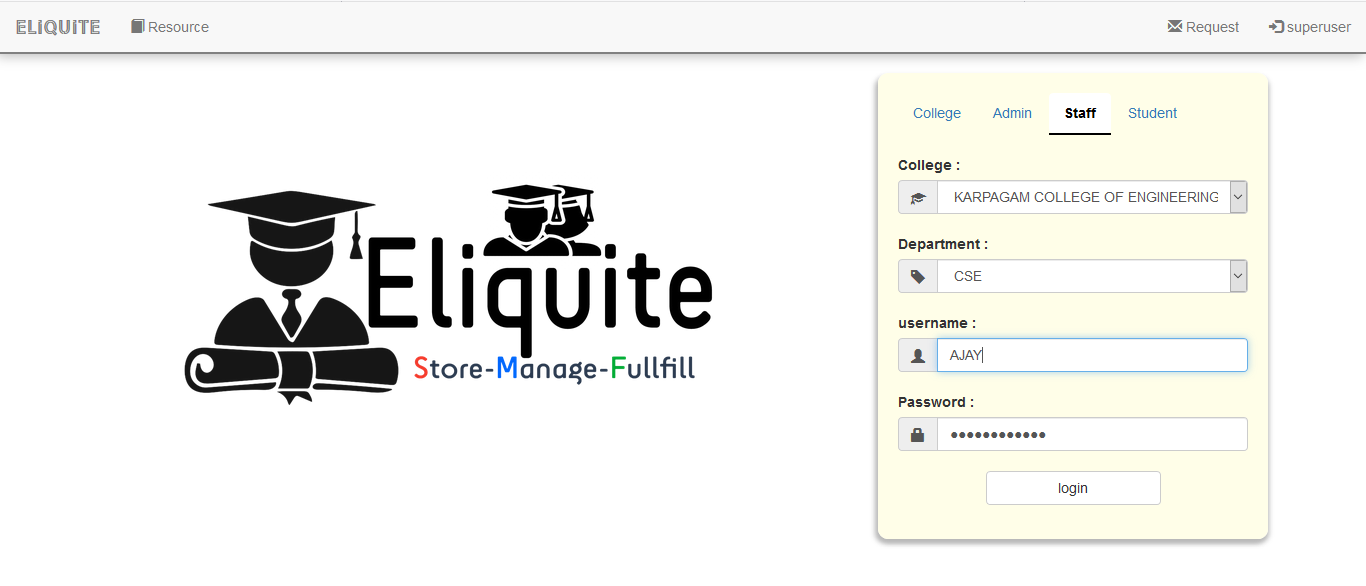 ELiQUiTE Resource Request superuser
College Admin Staff Student
College :
KARPAGAM COLLEGE OF ENGINEERING
Department :
CSE
username :
AJAY
Password :
••••••••••••
login
Eliquite
Store-Manage-Fullfill